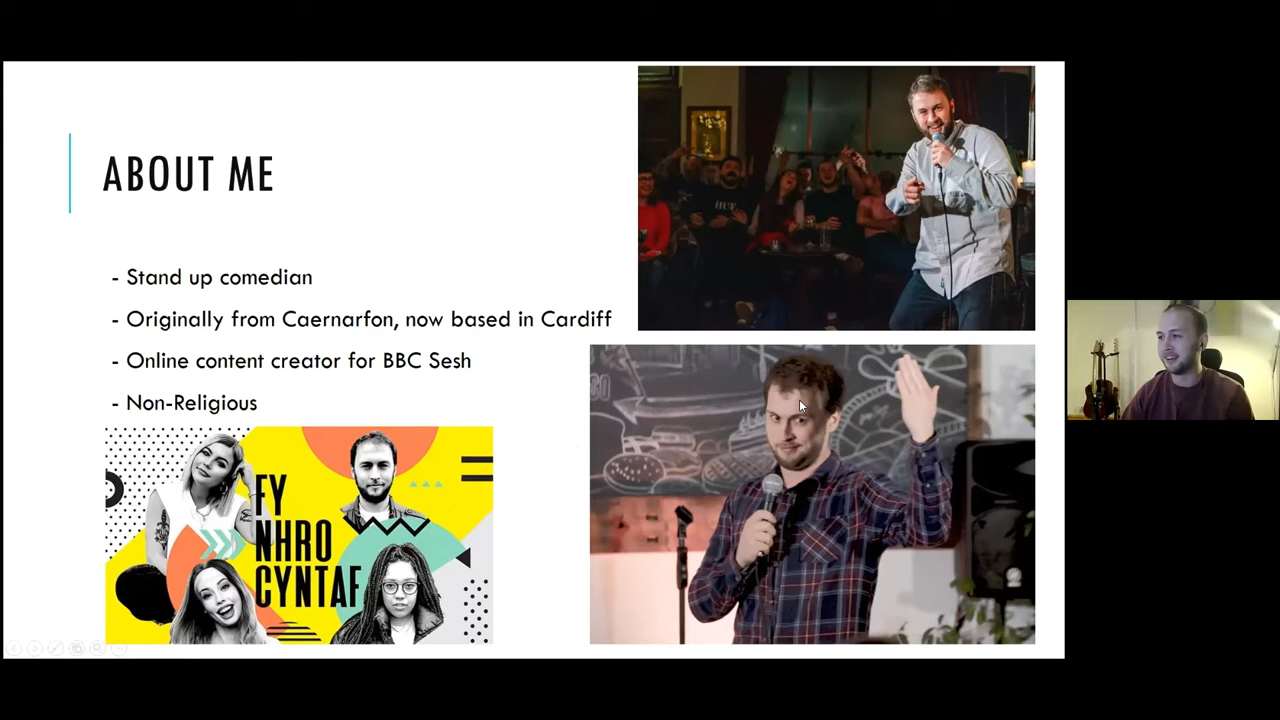 ABOUT ME
- Stand up comedian
- Originally from Caernarfon, now based in Cardiff
- Online content creator for BBC Sesh
- Non-Religious
FY
NHRO
CYNTAF